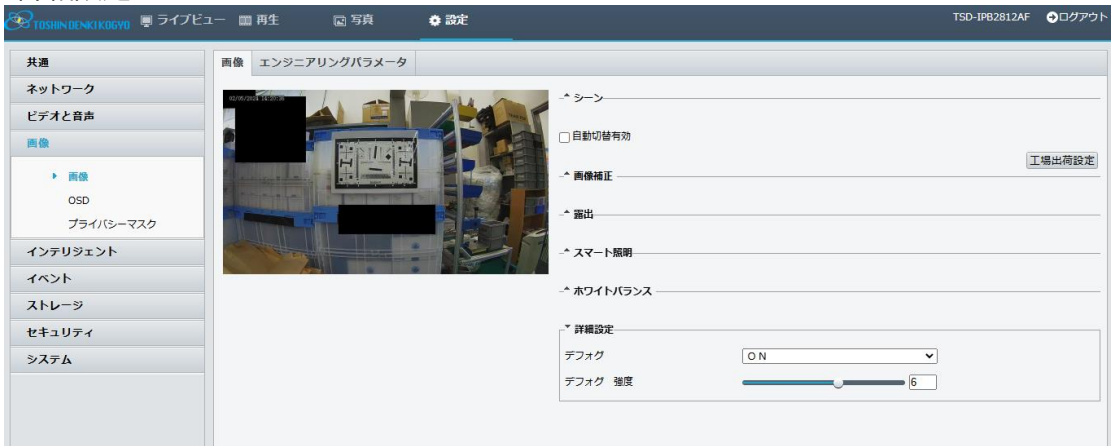 TOSHIN DENKI KOGYO ライブビュー 再生 写真 設定 TSD-IPB2812AF ログアウト
共通
ネットワーク
ビデオと音声
画像
画像
OSD
プライバシーマスク
インテリジェント
イベント
ストレージ
セキュリティ
システム
画像 エンジニアリングパラメータ
シーン
自動切替有効
工場出荷設定
画像補正
露出
スマート照明
ホワイトバランス
詳細設定
デフォグ ON
デフォグ 強度 6